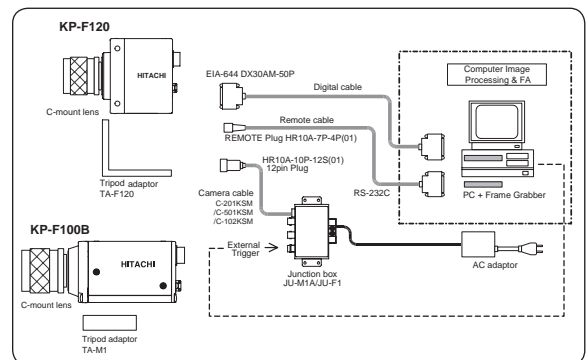 KP-F120
HITACHI
C-mount lens
Tripod adaptor
TA-F120
KP-F100B
HITACHI
C-mount lens
Tripod adaptor
TA-M1
EIA-644 DX30AM-50P
Digital cable
Remote cable
REMOTE Plug HR10A-7P-4P(01)
HR10A-10P-12S(01)
12pin Plug
Camera cable
C-201KSM
/C-501KSM
/C-102KSM
External
Trigger
Junction box
JU-M1A/JU-F1
RS-232C
AC adaptor
Computer Image
Processing & FA
PC + Frame Grabber